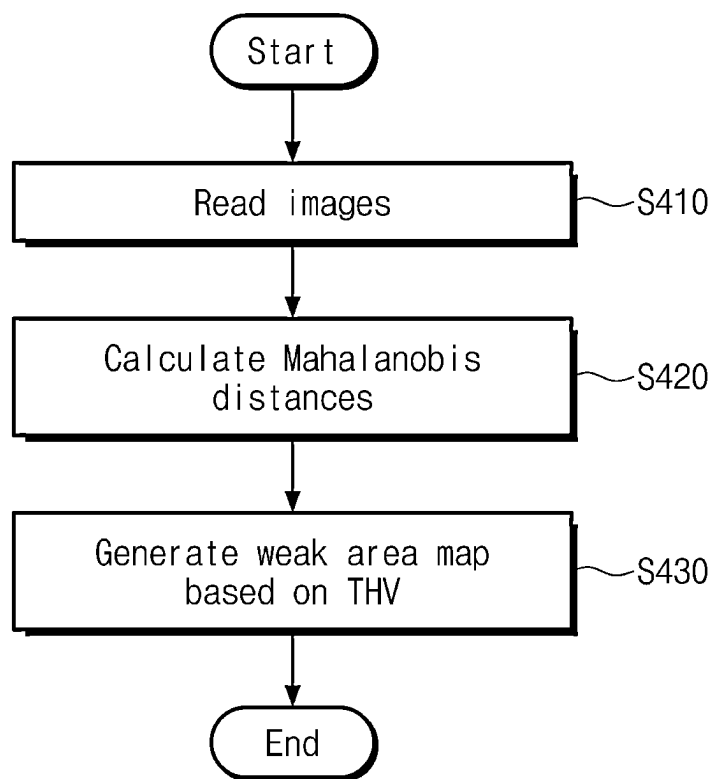 Start
Read images
S410
Calculate Mahalanobis
distances
S420
Generate weak area map
based on THV
S430
End